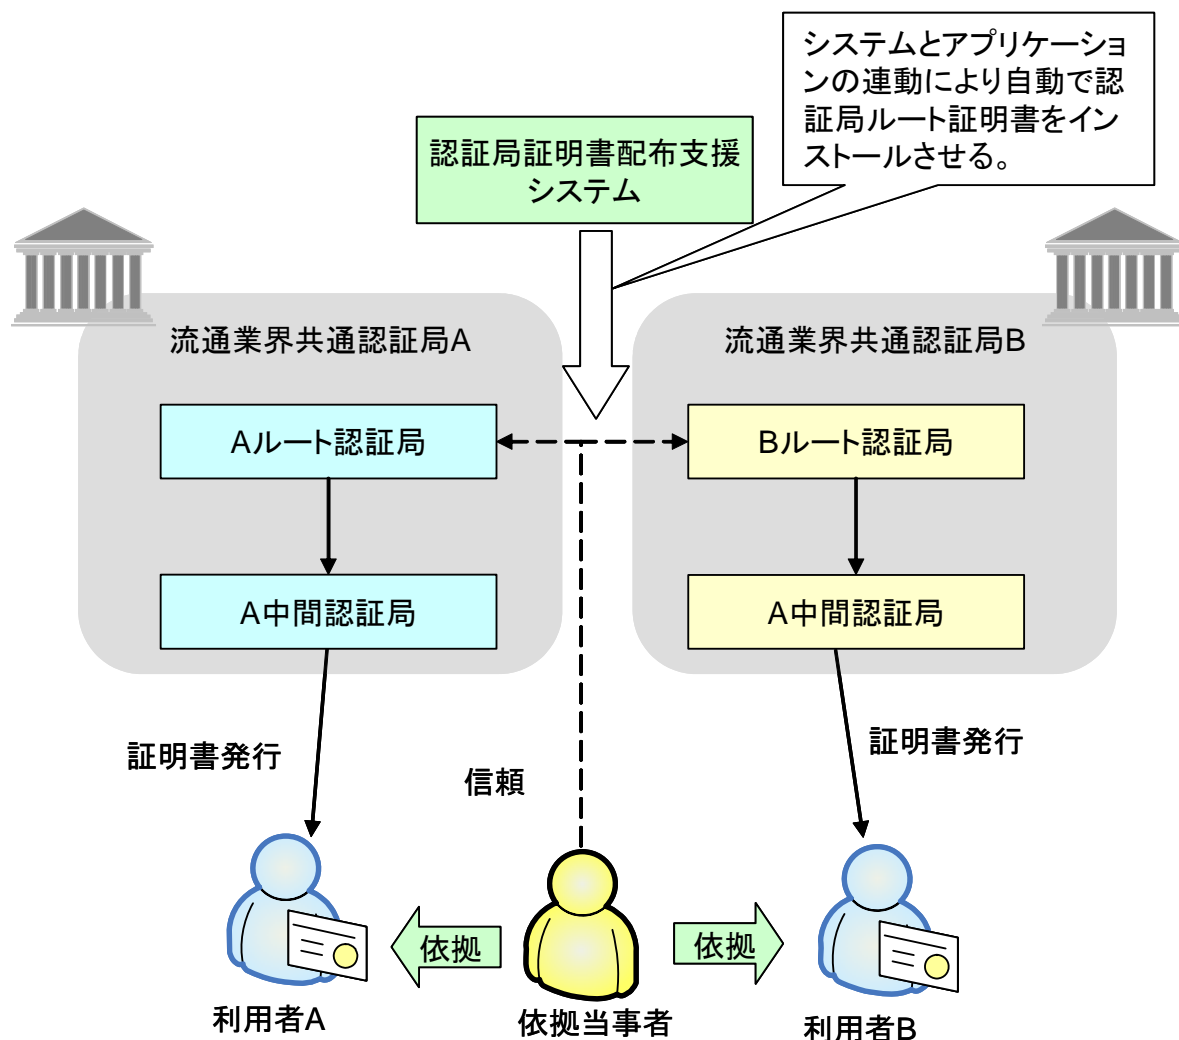 システムとアプリケーショ
ンの連動により自動で認
証局ルート証明書をイン
ストールさせる。
認証局証明書配布支援
システム
流通業界共通認証局A
流通業界共通認証局B
Aルート認証局
Bルート認証局
A中間認証局
A中間認証局
証明書発行
証明書発行
信頼
依拠
依拠
利用者A
依拠当事者
利用者B